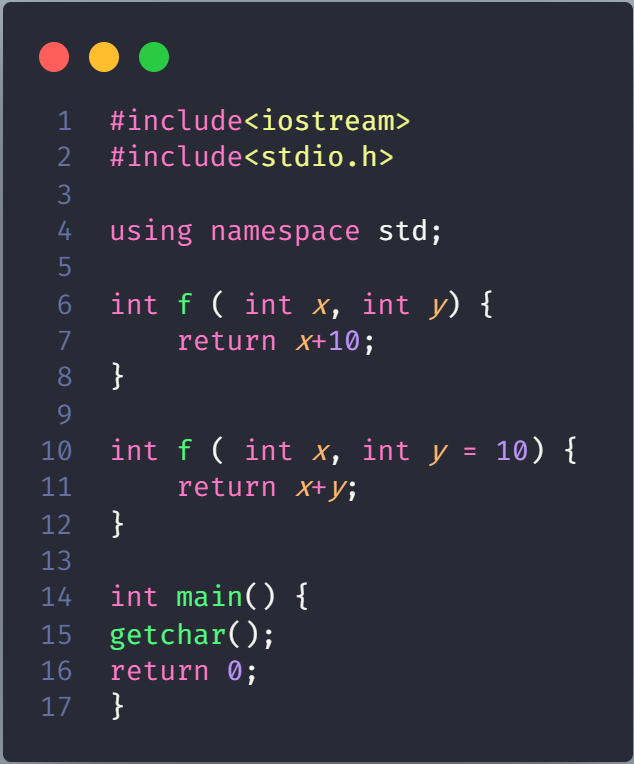 1 #include<iostream>
2 #include<stdio.h>
3
4 using namespace std;
5
6 int f ( int x, int y) {
7     return x+10;
8 }
9
10 int f ( int x, int y = 10) {
11     return x+y;
12 }
13
14 int main() {
15 getchar();
16 return 0;
17 }